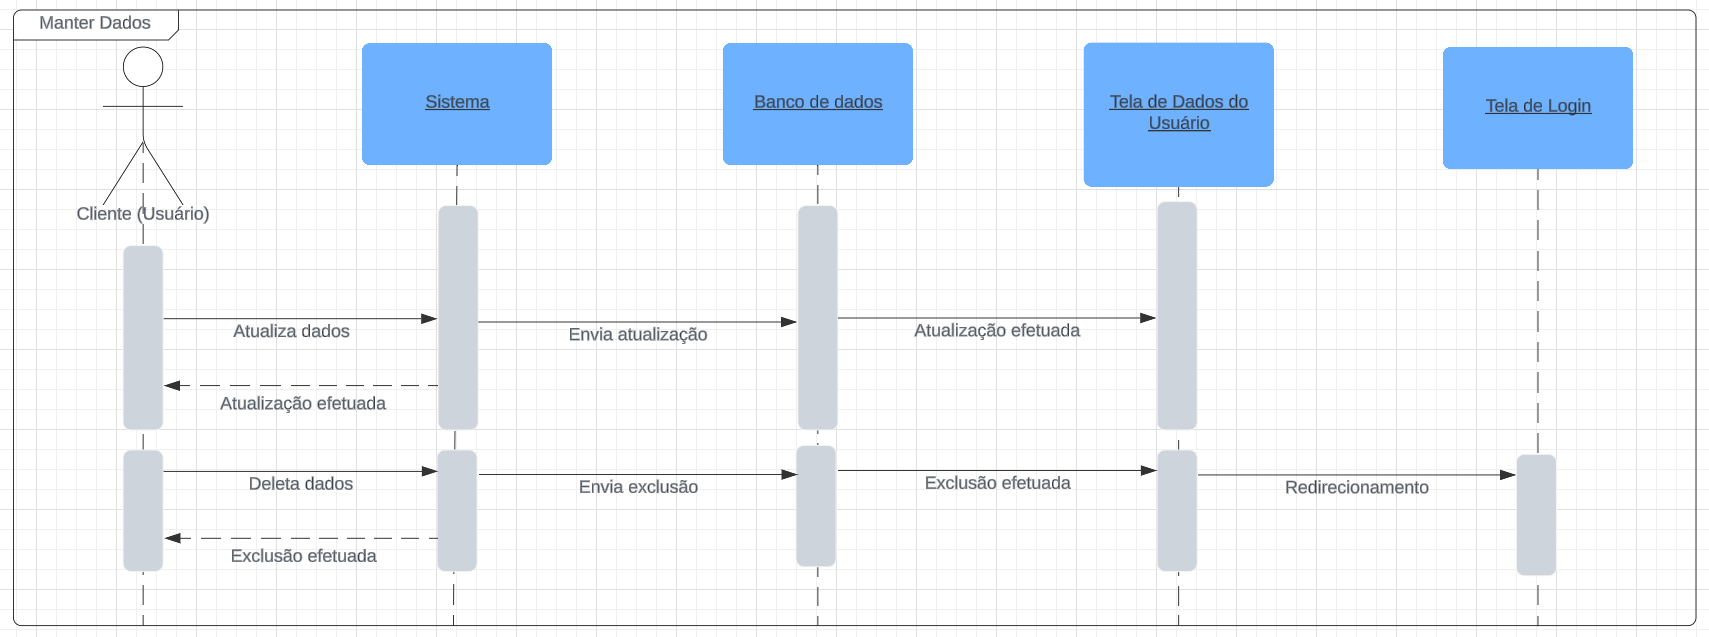 Manter Dados
Cliente (Usuário)
Sistema
Banco de dados
Tela de Dados do
Usuário
Tela de Login
Atualiza dados
Envia atualização
Atualização efetuada
Atualização efetuada
Deleta dados
Envia exclusão
Exclusão efetuada
Redirecionamento
Exclusão efetuada